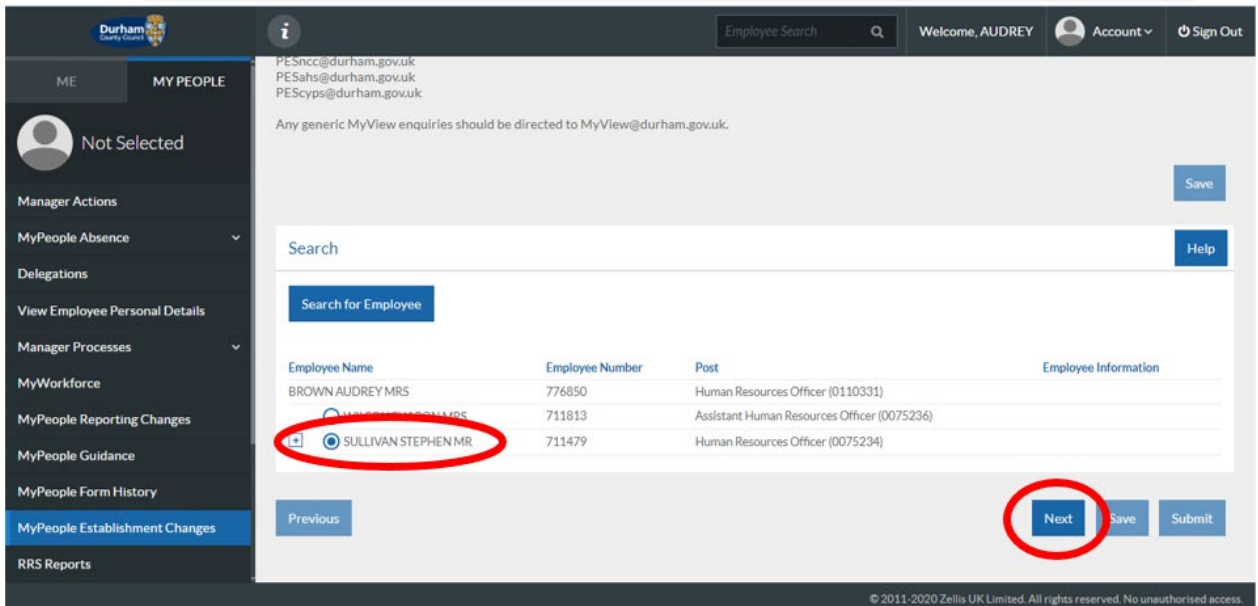 Durham
County Council
i
Employee Search
Welcome, AUDREY
Account
Sign Out
ME
MY PEOPLE
Not Selected
Manager Actions
MyPeople Absence
Delegations
View Employee Personal Details
Manager Processes
MyWorkforce
MyPeople Reporting Changes
MyPeople Guidance
MyPeople Form History
MyPeople Establishment Changes
RRS Reports
PESncc@durham.gov.uk
PESahs@durham.gov.uk
PEScyps@durham.gov.uk
Any generic MyView enquiries should be directed to MyView@durham.gov.uk.
Save
Search
Help
Search for Employee
Employee Name Employee Number Post Employee Information
BROWN AUDREY MRS 776850 Human Resources Officer (0110331)
MRS 711813 Assistant Human Resources Officer (0075236)
SULLIVAN STEPHEN MR 711479 Human Resources Officer (0075234)
Previous
Next
Save
Submit
© 2011-2020 Zellis UK Limited. All rights reserved. No unauthorised access.